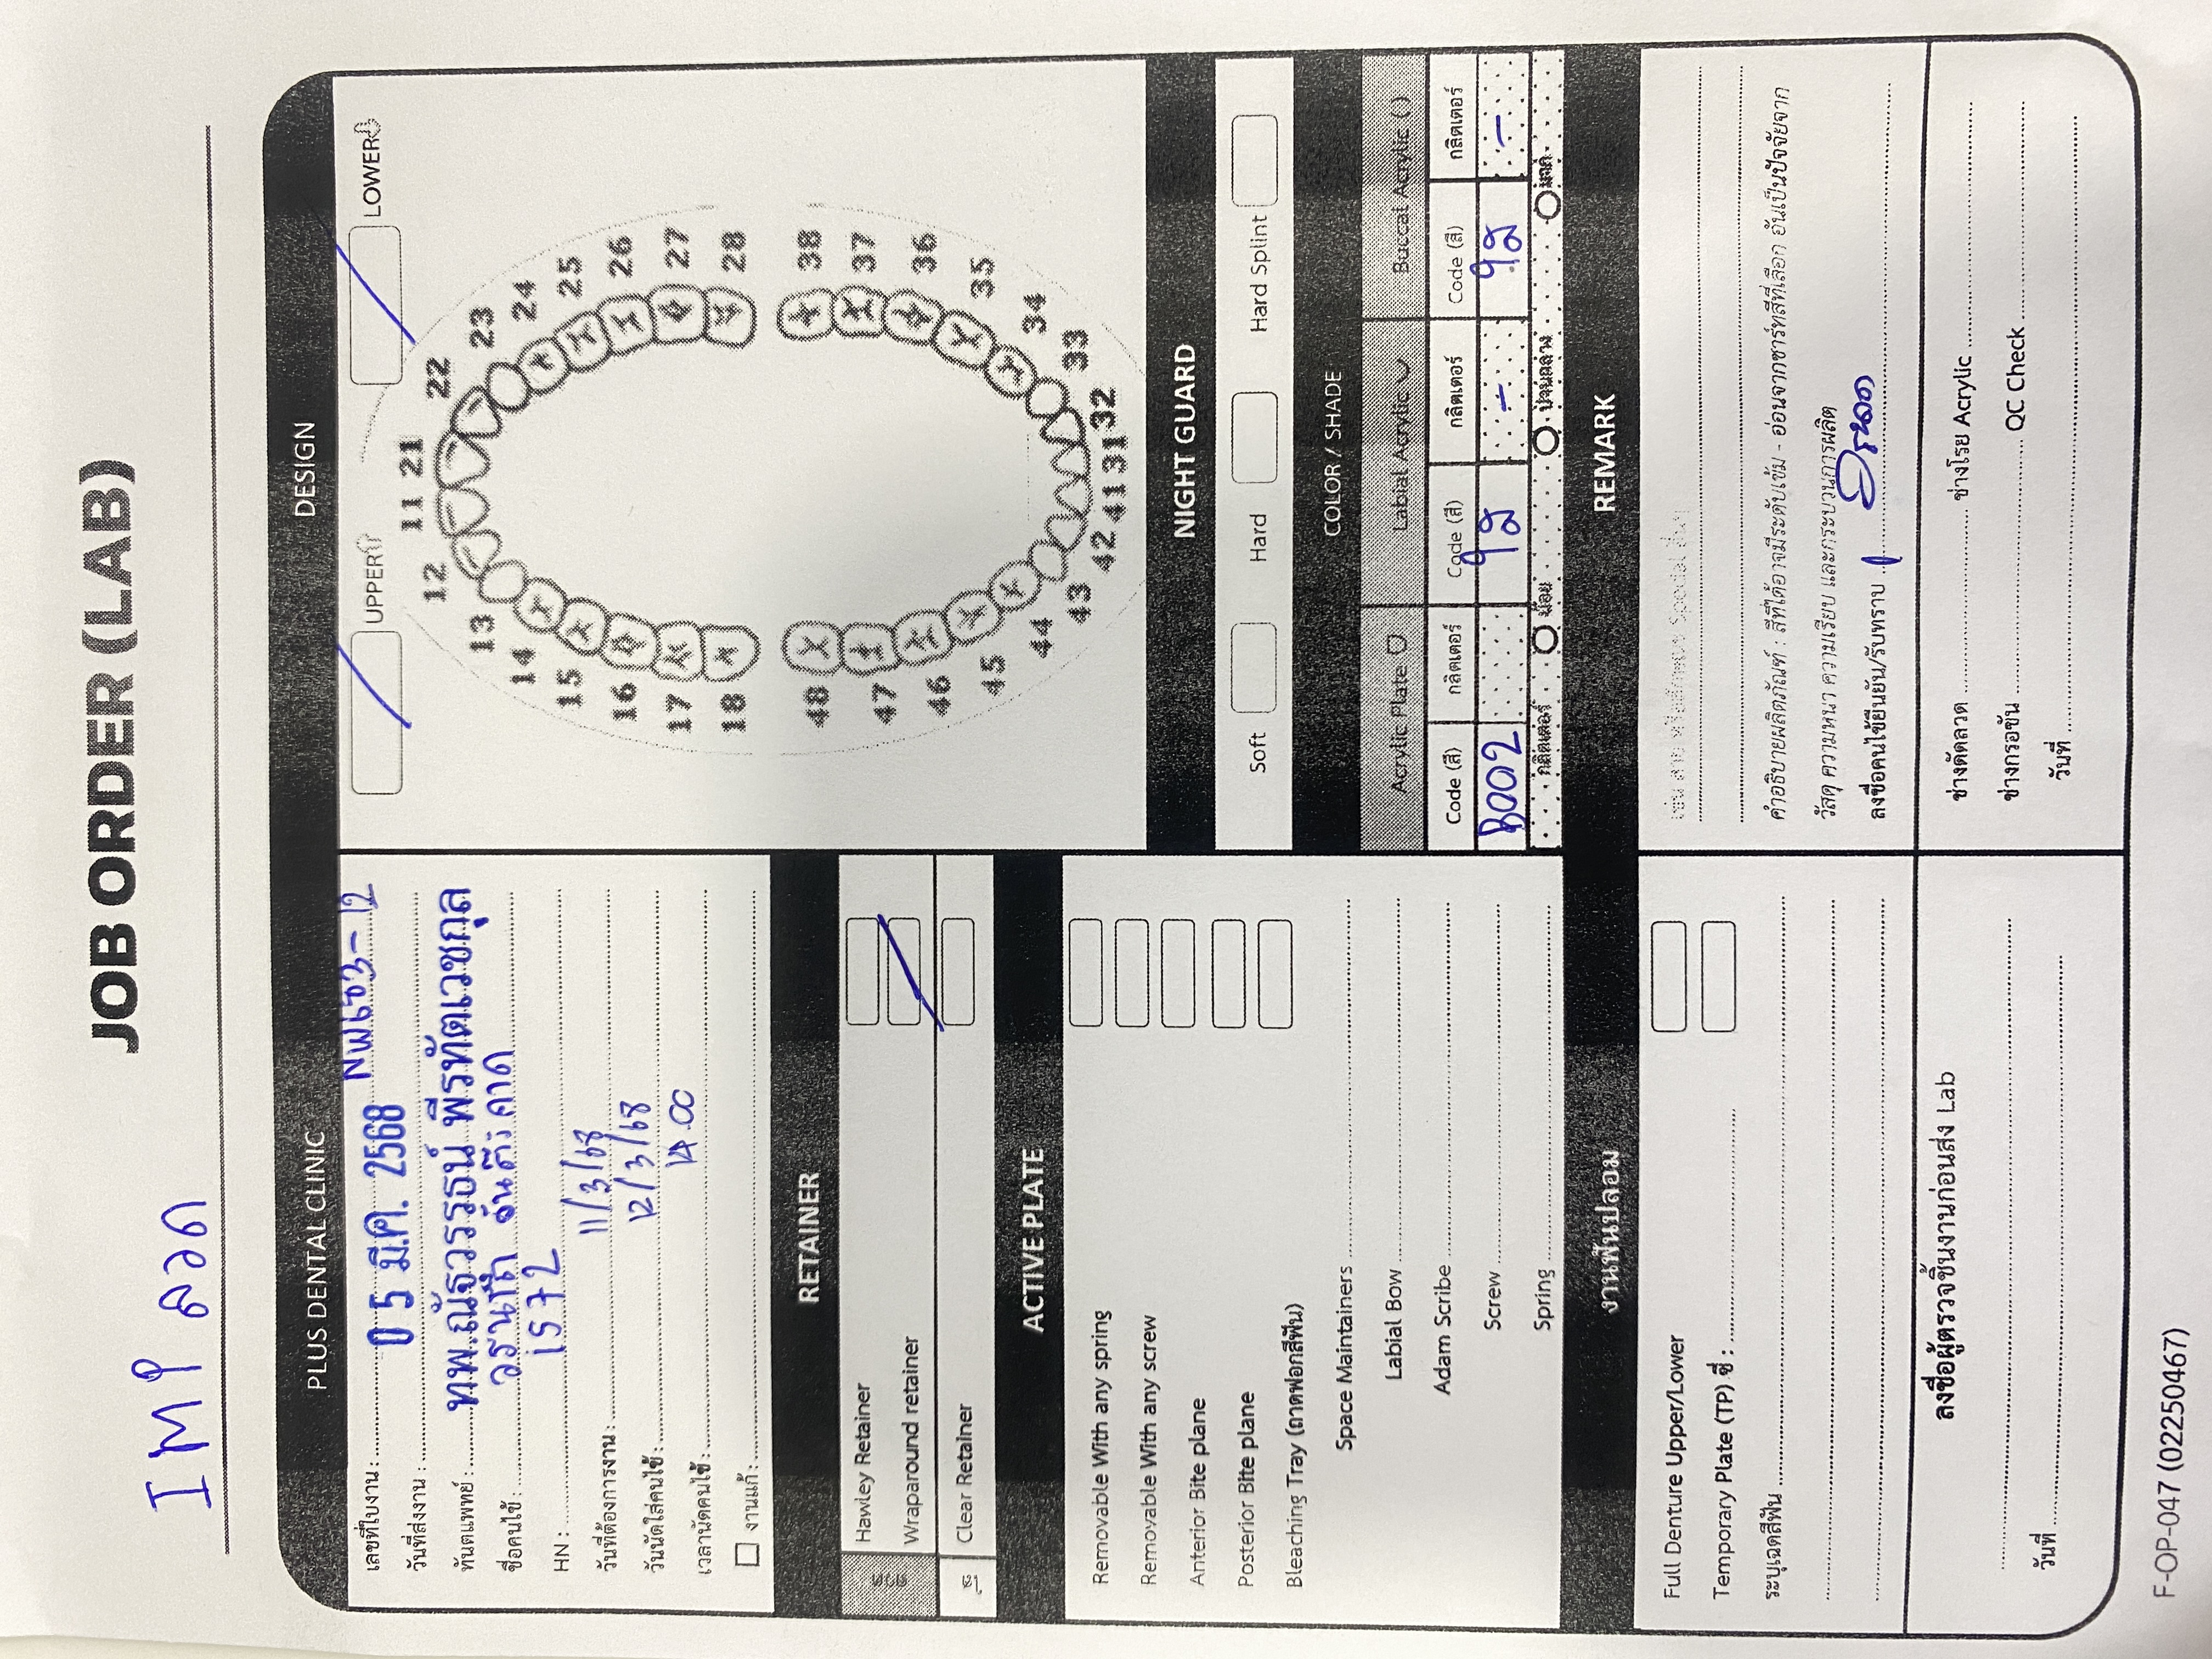 JOB ORDER (LAB)
IMP ลวด
PLUS DENTAL CLINIC
เลขที่ใบงาน : NW683-12
วันที่ส่งงาน : 05 มี.ค. 2568
ทันตแพทย์ : ทพ.ณัฐวรรธน์ พีรทัตเวชกุล
ชื่อคนไข้ :
HN : 1572
วันที่ต้องการงาน : 11/3/68
วันนัดใส่คนไข้ : 12/3/68
เวลานัดคนไข้ : 14.00
งานแก้ :
RETAINER
ลวด
Hawley Retainer
Wraparound retainer
ใส
Clear Retainer
ACTIVE PLATE
Removable With any spring
Removable With any screw
Anterior Bite plane
Posterior Bite plane
Bleaching Tray (ถาดฟอกสีฟัน)
Space Maintainers
Labial Bow
Adam Scribe
Screw
Spring
งานฟันปลอม
Full Denture Upper/Lower
Temporary Plate (TP) ซี่ :
ระบุเฉดสีฟัน
ลงชื่อผู้ตรวจชิ้นงานก่อนส่ง Lab
วันที่
DESIGN
UPPER LOWER
11 21
12 22
13 23
14 24
15 25
16 26
17 27
18 28
48 38
47 37
46 36
45 35
44 34
43 33
42 41 31 32
NIGHT GUARD
Soft Hard Hard Splint
COLOR / SHADE
Acrylic Plate Labial Acrylic Buccal Acrylic ( )
Code (สี) กลิตเตอร์ Code (สี) กลิตเตอร์ Code (สี) กลิตเตอร์
B002 ใส - ใส -
กลิตเตอร์ น้อย ปานกลาง มาก
REMARK
เช่น ลาย หรือลักษณะ Special อื่นๆ
คำอธิบายผลิตภัณฑ์ : สีที่ได้อาจมีระดับเข้ม - อ่อนจากชาร์ทสีที่เลือก อันเป็นปัจจัยจาก
วัสดุ ความหนา ความเรียบ และกระบวนการผลิต
ลงชื่อคนไข้ยืนยัน/รับทราบ
ช่างดัดลวด ช่างโรย Acrylic
ช่างกรอขัน QC Check
วันที่
F-OP-047 (02250467)